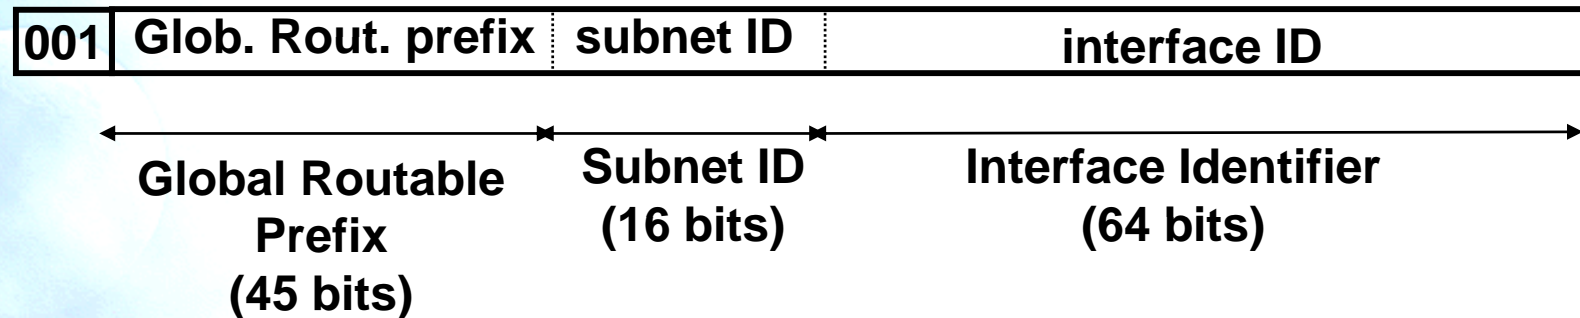 001 Glob. Rout. prefix subnet ID interface ID
Global Routable Prefix (45 bits)
Subnet ID (16 bits)
Interface Identifier (64 bits)